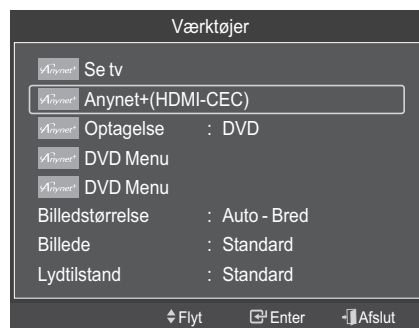 Værktøjer
Anynet+ Se tv
Anynet+ Anynet+(HDMI-CEC)
Anynet+ Optagelse : DVD
Anynet+ DVD Menu
Anynet+ DVD Menu
Billedstørrelse : Auto - Bred
Billede : Standard
Lydtilstand : Standard
Flyt Enter Afslut